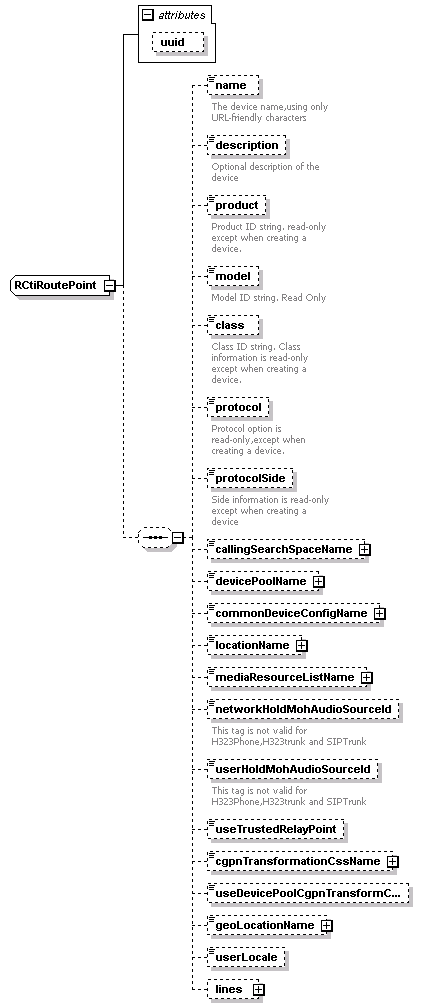 attributes
uuid
name
The device name,using only
URL-friendly characters
description
Optional description of the
device
product
Product ID string. read-only
except when creating a
device.
RCtiRoutePoint
model
Model ID string. Read Only
class
Class ID string. Class
information is read-only
except when creating a
device.
protocol
Protocol option is
read-only,except when
creating a device.
protocolSide
Side information is read-only
except when creating a
device
callingSearchSpaceName
devicePoolName
commonDeviceConfigName
locationName
mediaResourceListName
networkHoldMohAudioSourceId
This tag is not valid for
H323Phone,H323trunk and SIPTrunk
userHoldMohAudioSourceId
This tag is not valid for
H323Phone,H323trunk and SIPTrunk
useTrustedRelayPoint
cgpnTransformationCssName
useDevicePoolCgpnTransformC...
geoLocationName
userLocale
lines